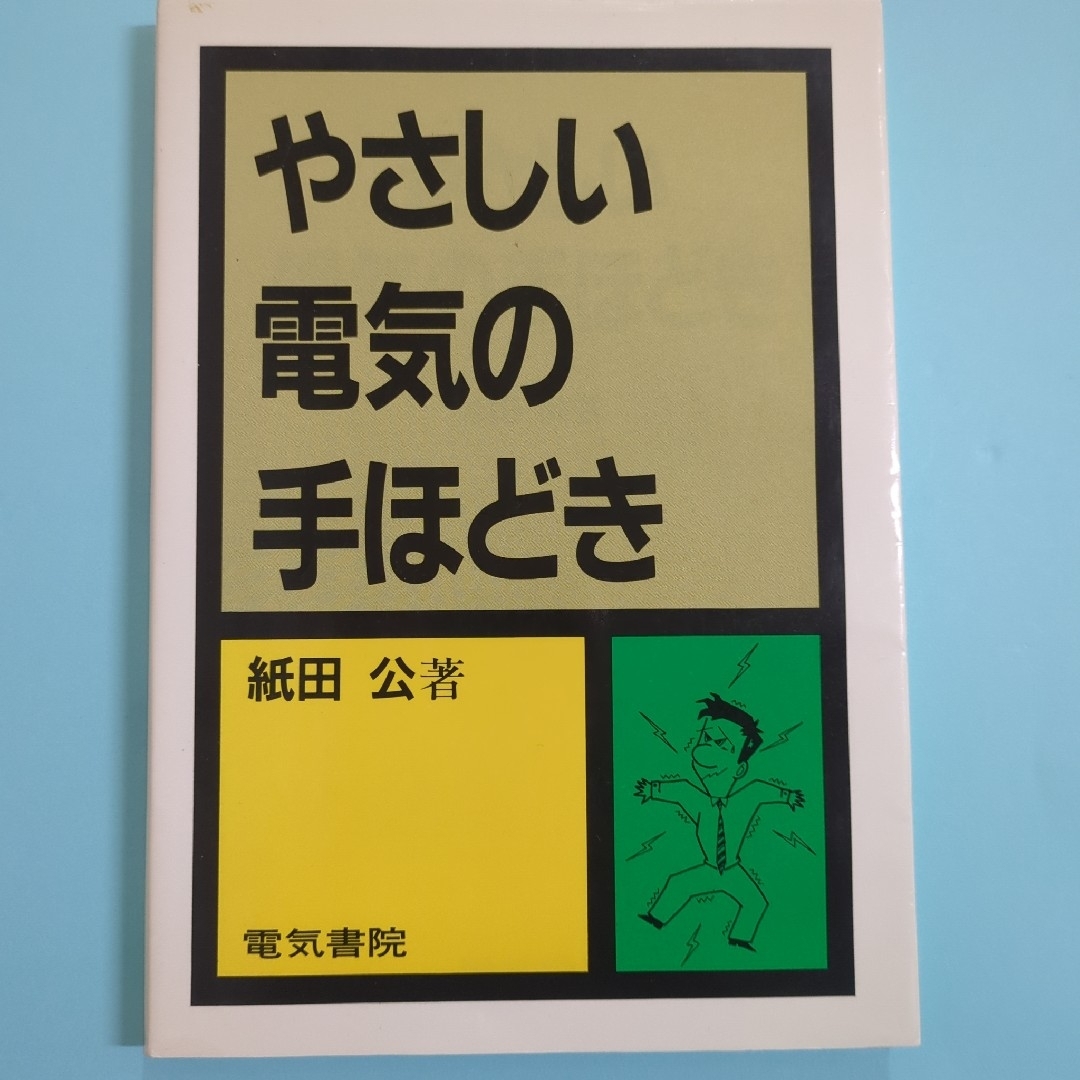 やさしい
電気の
手ほどき
紙田 公著
電気書院